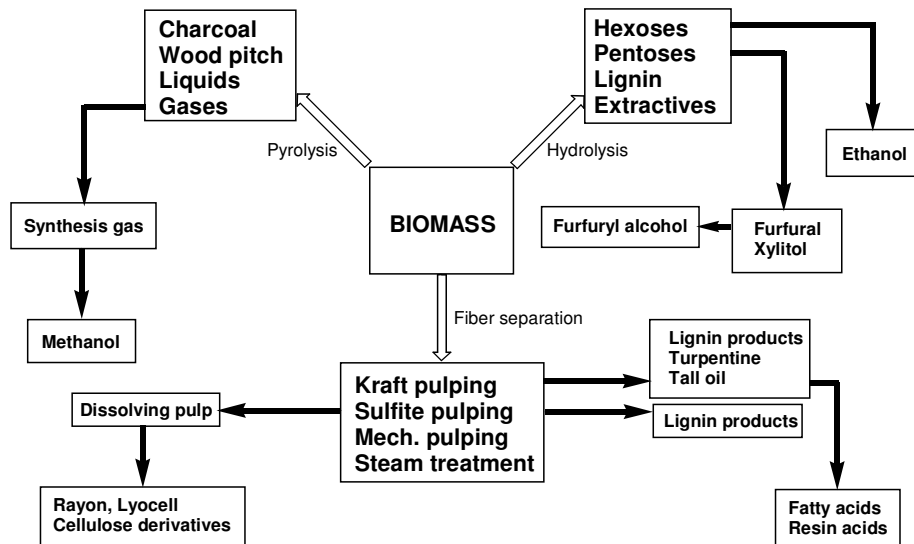 Charcoal
Wood pitch
Liquids
Gases
Hexoses
Pentoses
Lignin
Extractives
Pyrolysis
Hydrolysis
Ethanol
BIOMASS
Synthesis gas
Furfuryl alcohol
Furfural
Xylitol
Methanol
Fiber separation
Lignin products
Turpentine
Tall oil
Kraft pulping
Sulfite pulping
Mech. pulping
Steam treatment
Dissolving pulp
Lignin products
Rayon, Lyocell
Cellulose derivatives
Fatty acids
Resin acids